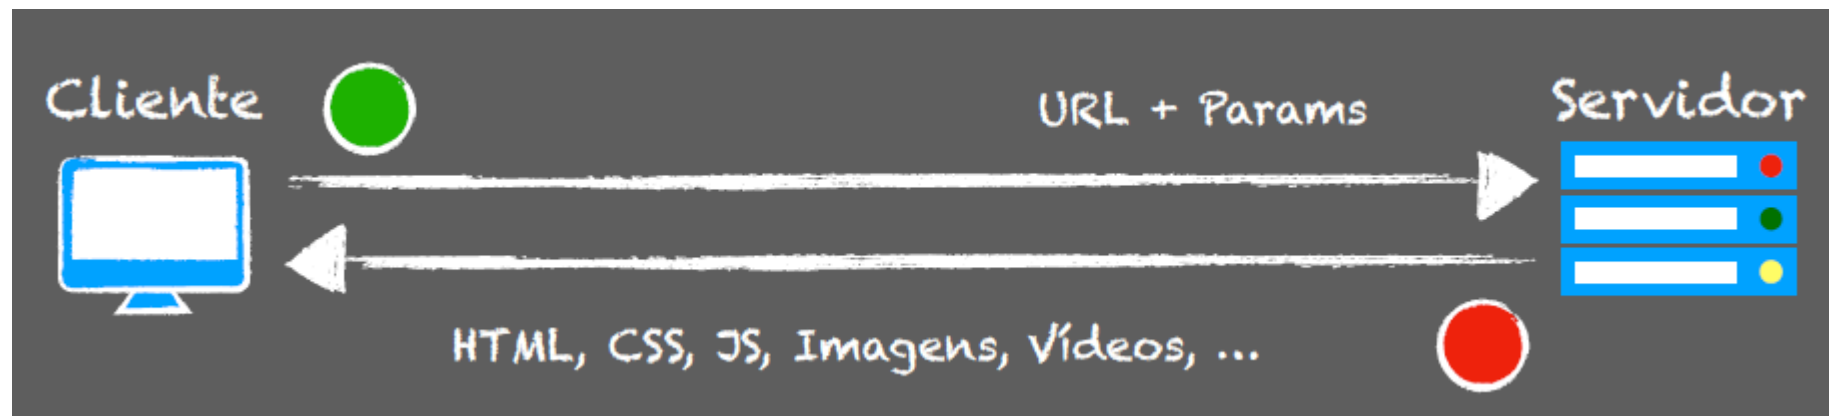 Cliente
URL + Params
Servidor
HTML, CSS, JS, Imagens, Vídeos, ...